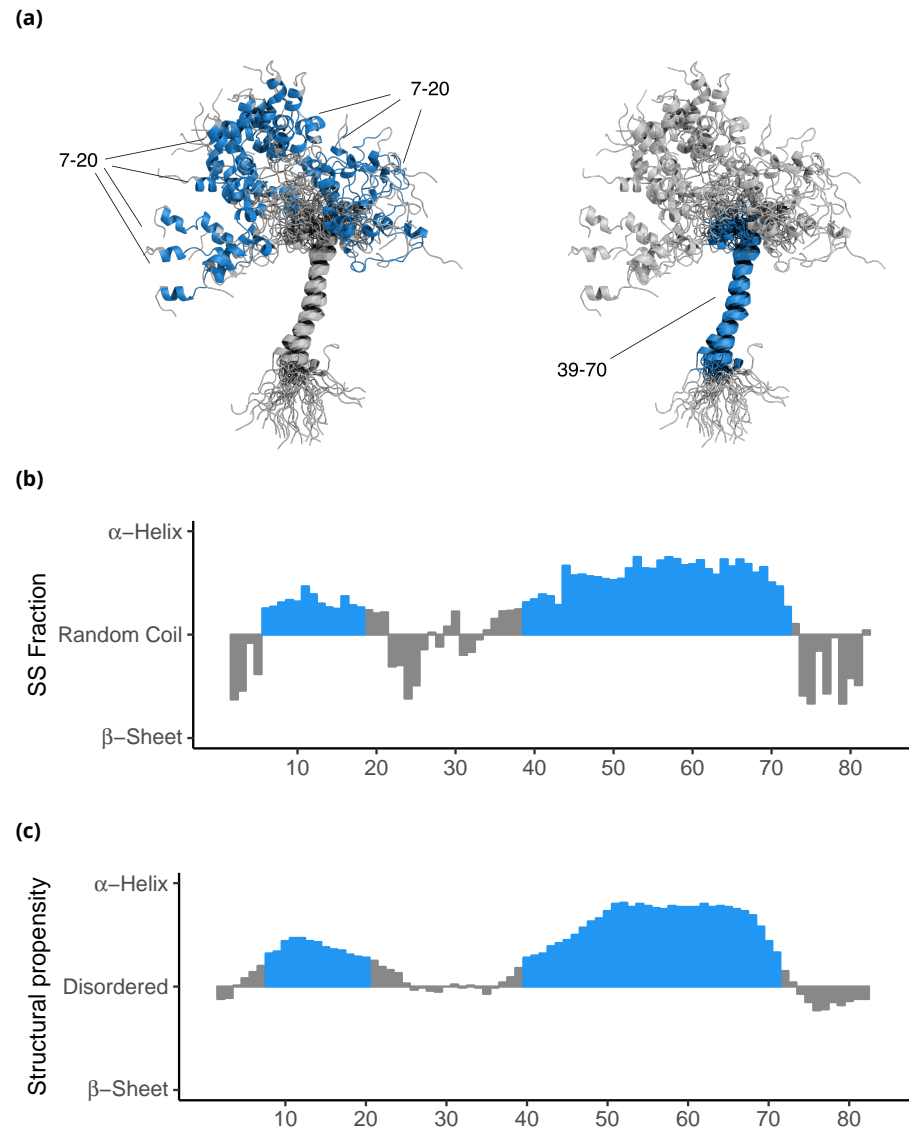 (a)
7-20
7-20
39-70
(b)
α−Helix
Random Coil
β−Sheet
SS Fraction
10 20 30 40 50 60 70 80
(c)
α−Helix
Disordered
β−Sheet
Structural propensity
10 20 30 40 50 60 70 80